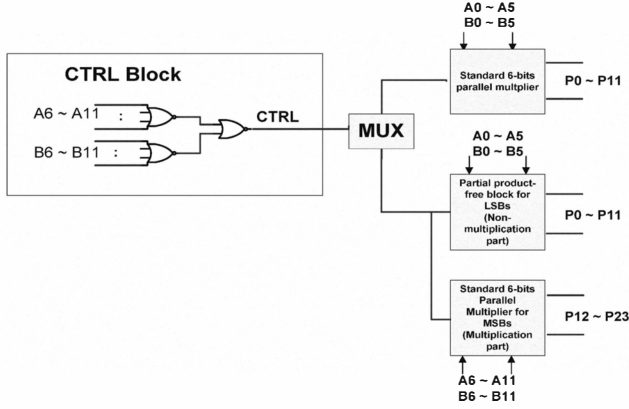 A0 ~ A5
B0 ~ B5
CTRL Block
Standard 6-bits
parallel multplier
P0 ~ P11
A6 ~ A11
:
CTRL
MUX
B6 ~ B11
:
A0 ~ A5
B0 ~ B5
Partial product-
free block for
LSBs
(Non-
multiplication
part)
P0 ~ P11
Standard 6-bits
Parallel
Multiplier for
MSBs
(Multiplication
part)
P12 ~ P23
A6 ~ A11
B6 ~ B11